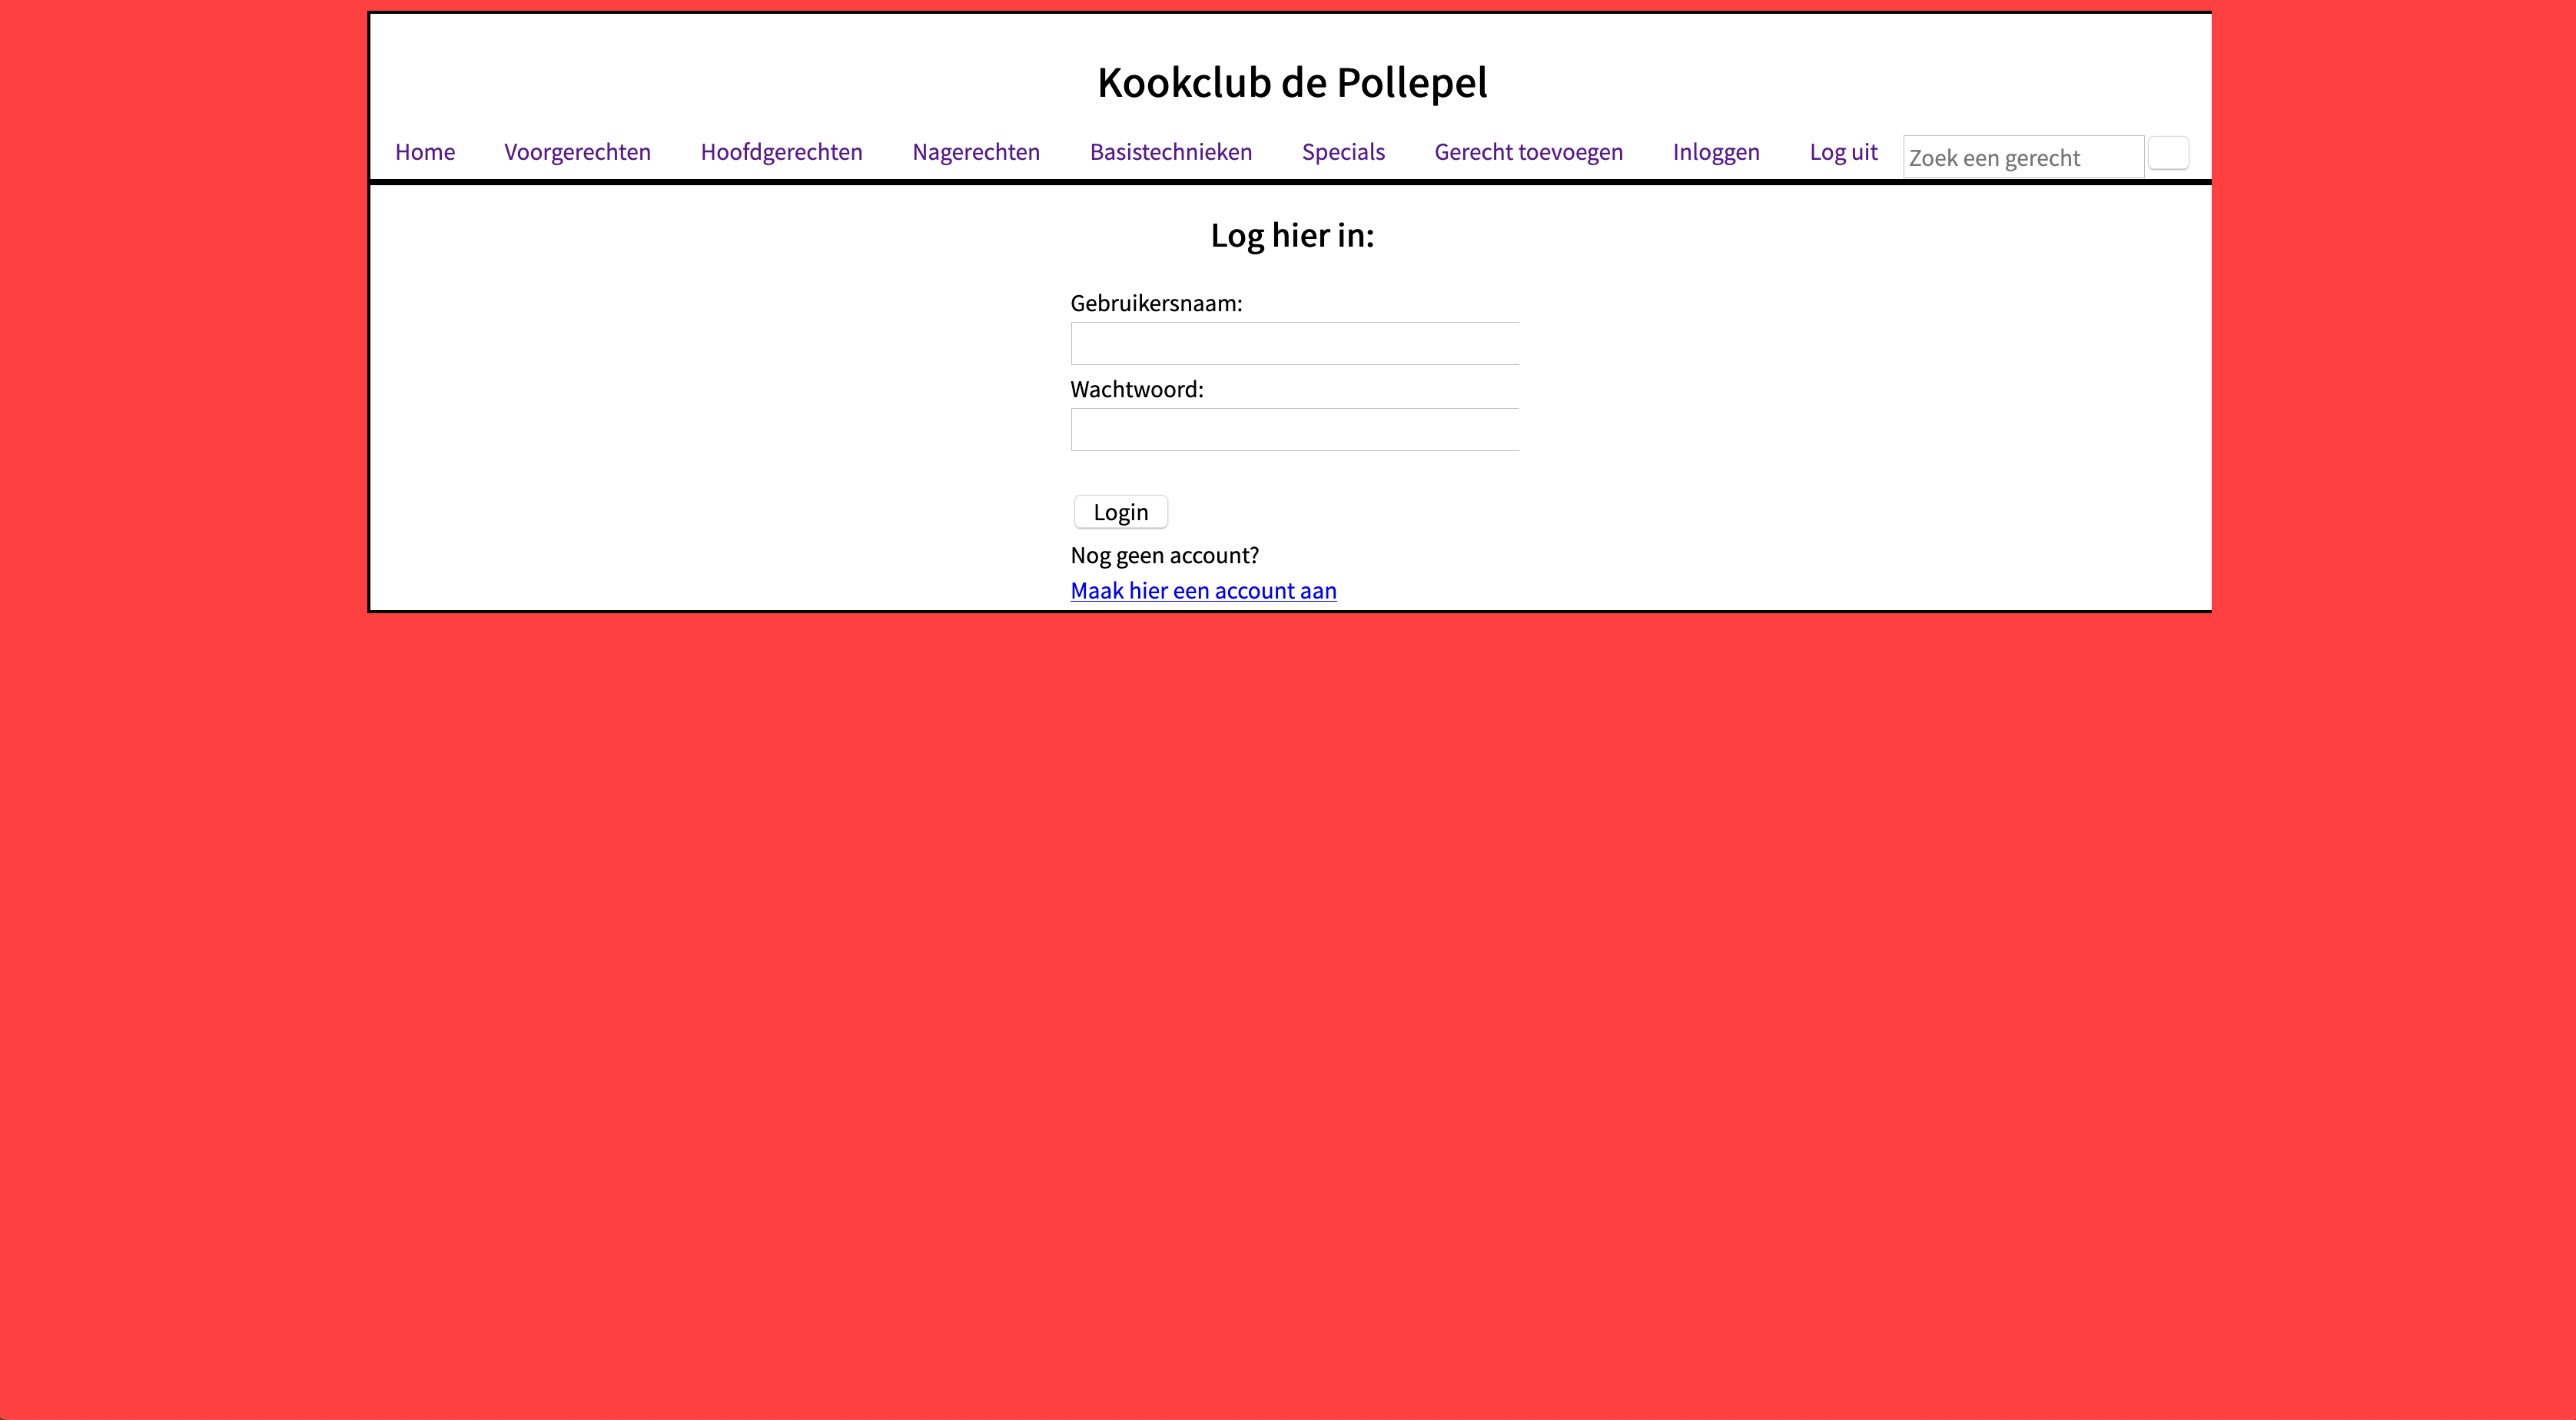 Kookclub de Pollepel
Home Voorgerechten Hoofdgerechten Nagerechten Basistechnieken Specials Gerecht toevoegen Inloggen Log uit Zoek een gerecht
Log hier in:
Gebruikersnaam:
Wachtwoord:
Login
Nog geen account?
Maak hier een account aan